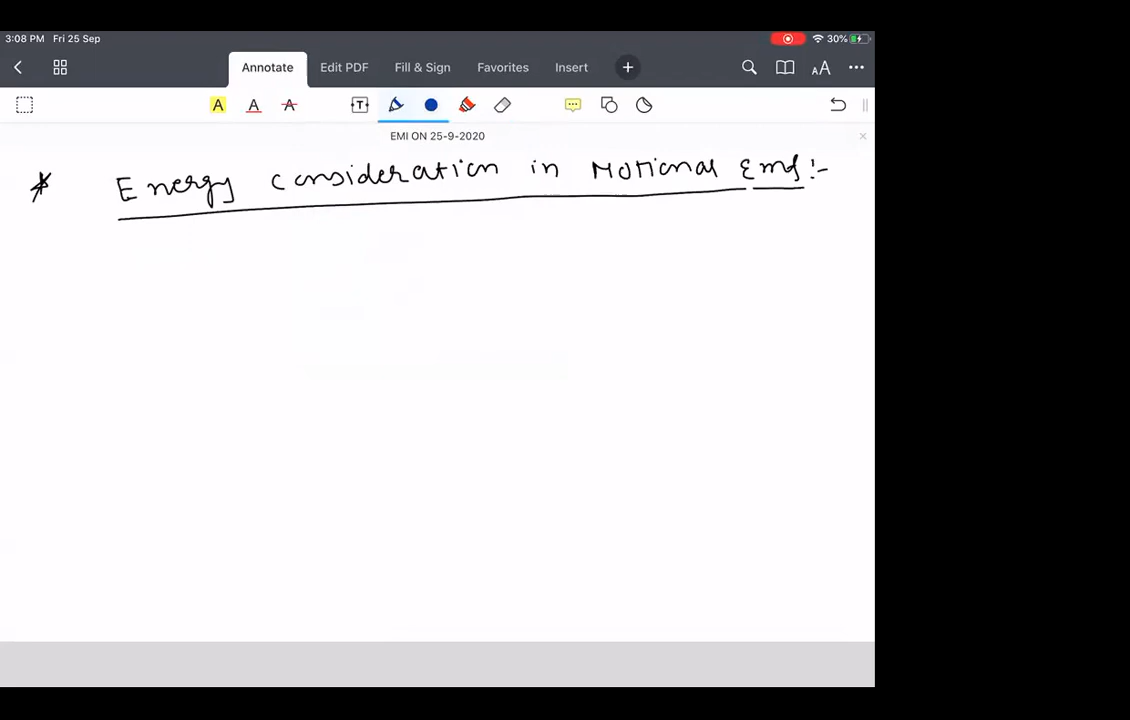 3:08 PM Fri 25 Sep 30%
Annotate Edit PDF Fill & Sign Favorites Insert + AA
A A A T
EMI ON 25-9-2020 ×
* Energy consideration in Motional Emf :-